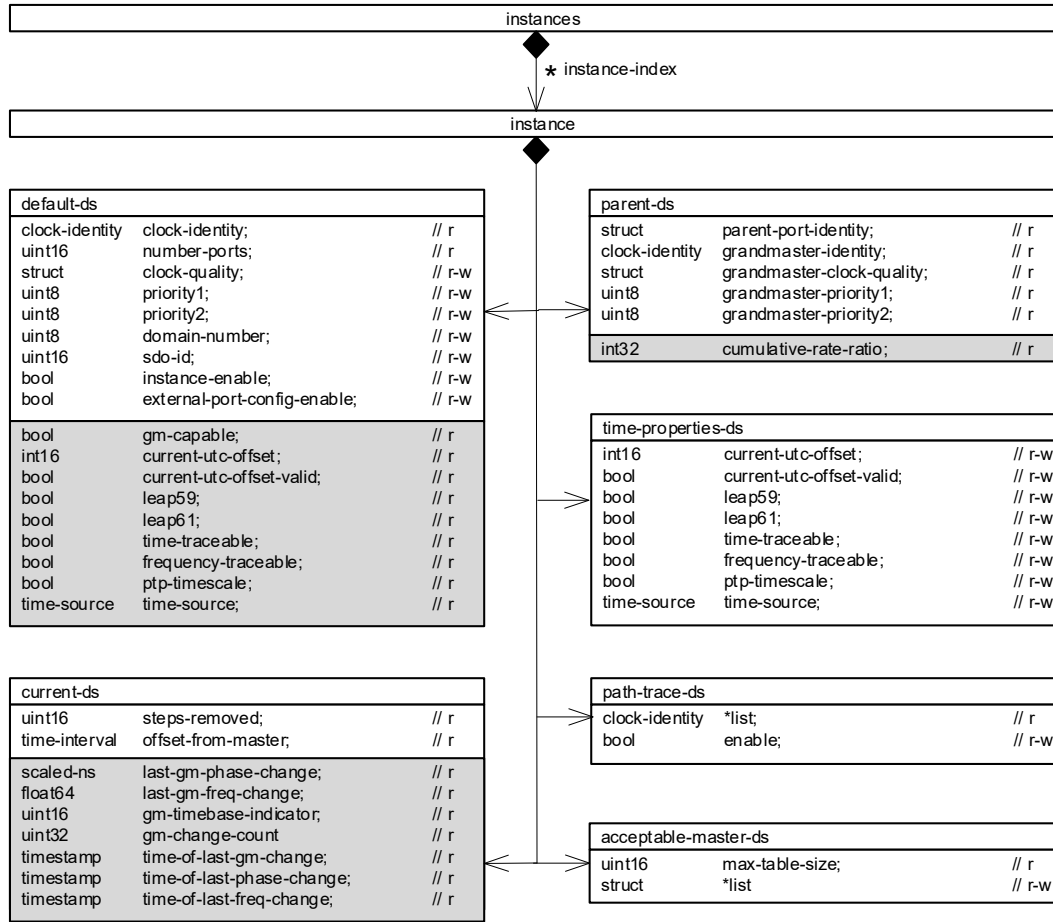 instances
* instance-index
instance
default-ds
clock-identity clock-identity; // r
uint16 number-ports; // r
struct clock-quality; // r-w
uint8 priority1; // r-w
uint8 priority2; // r-w
uint8 domain-number; // r-w
uint16 sdo-id; // r-w
bool instance-enable; // r-w
bool external-port-config-enable; // r-w
bool gm-capable; // r
int16 current-utc-offset; // r
bool current-utc-offset-valid; // r
bool leap59; // r
bool leap61; // r
bool time-traceable; // r
bool frequency-traceable; // r
bool ptp-timescale; // r
time-source time-source; // r
parent-ds
struct parent-port-identity; // r
clock-identity grandmaster-identity; // r
struct grandmaster-clock-quality; // r
uint8 grandmaster-priority1; // r
uint8 grandmaster-priority2; // r
int32 cumulative-rate-ratio; // r
time-properties-ds
int16 current-utc-offset; // r-w
bool current-utc-offset-valid; // r-w
bool leap59; // r-w
bool leap61; // r-w
bool time-traceable; // r-w
bool frequency-traceable; // r-w
bool ptp-timescale; // r-w
time-source time-source; // r-w
current-ds
uint16 steps-removed; // r
time-interval offset-from-master; // r
scaled-ns last-gm-phase-change; // r
float64 last-gm-freq-change; // r
uint16 gm-timebase-indicator; // r
uint32 gm-change-count // r
timestamp time-of-last-gm-change; // r
timestamp time-of-last-phase-change; // r
timestamp time-of-last-freq-change; // r
path-trace-ds
clock-identity *list; // r
bool enable; // r-w
acceptable-master-ds
uint16 max-table-size; // r
struct *list // r-w